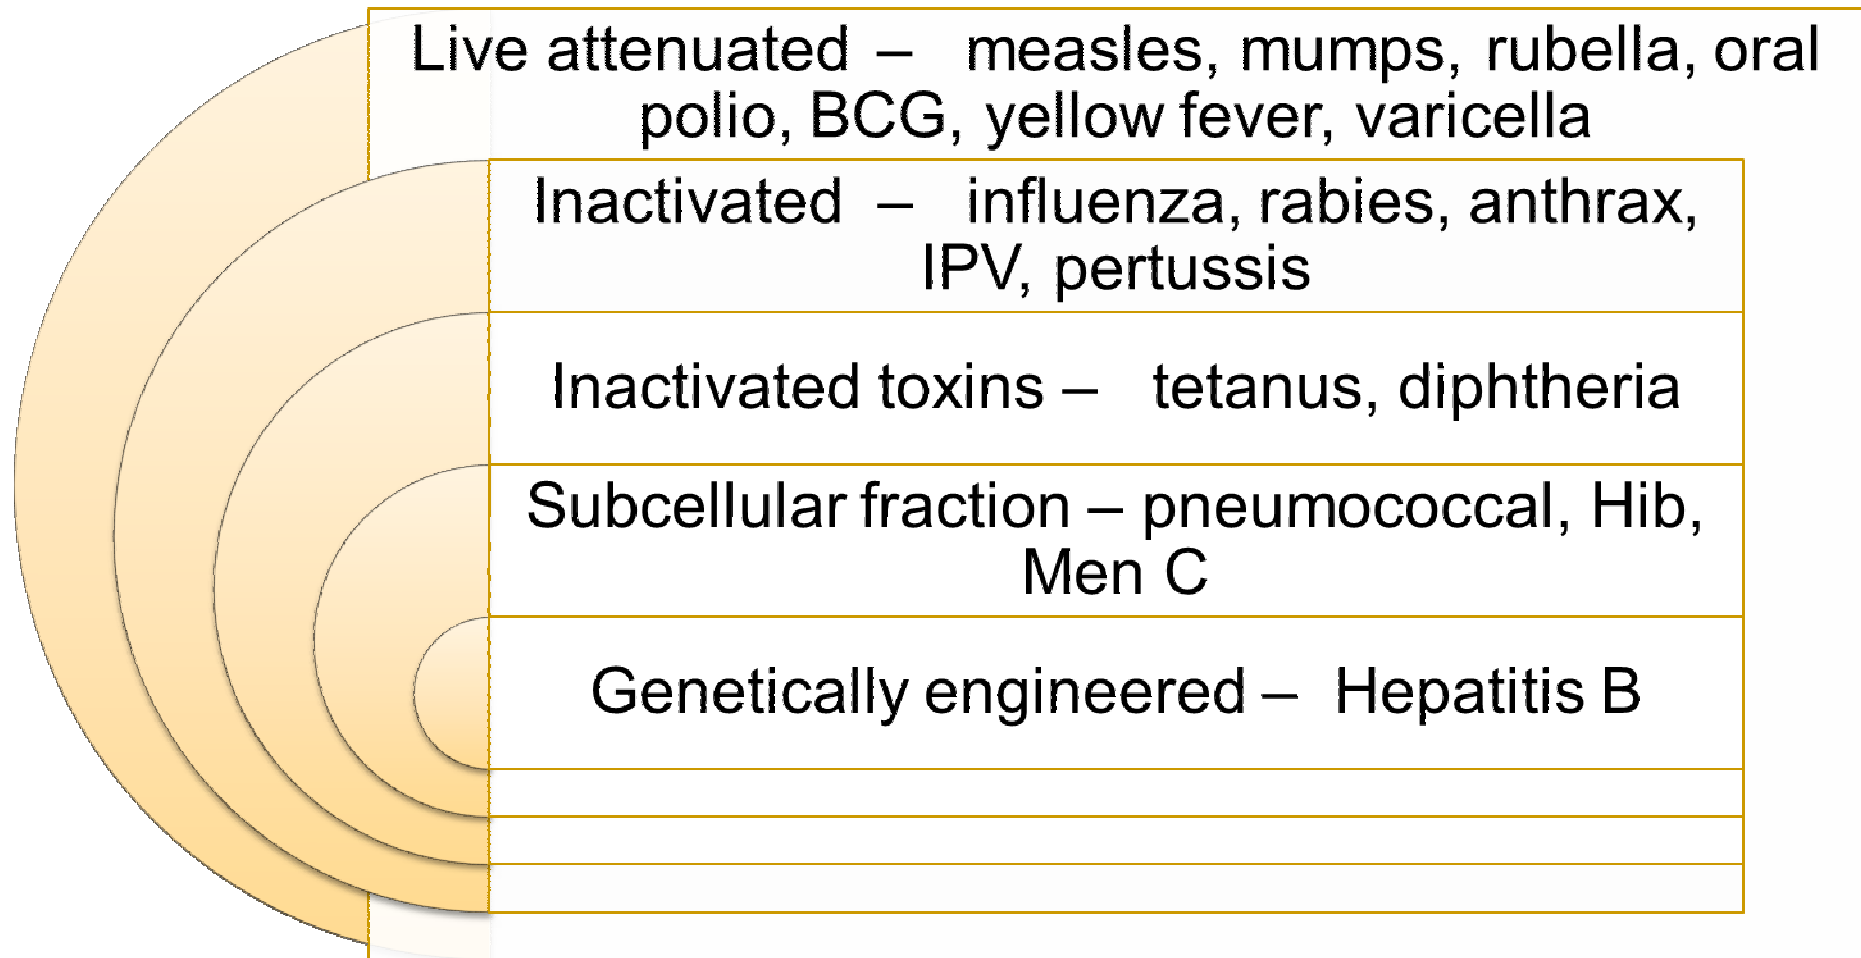 Live attenuated – measles, mumps, rubella, oral
polio, BCG, yellow fever, varicella
Inactivated – influenza, rabies, anthrax,
IPV, pertussis
Inactivated toxins – tetanus, diphtheria
Subcellular fraction – pneumococcal, Hib,
Men C
Genetically engineered – Hepatitis B